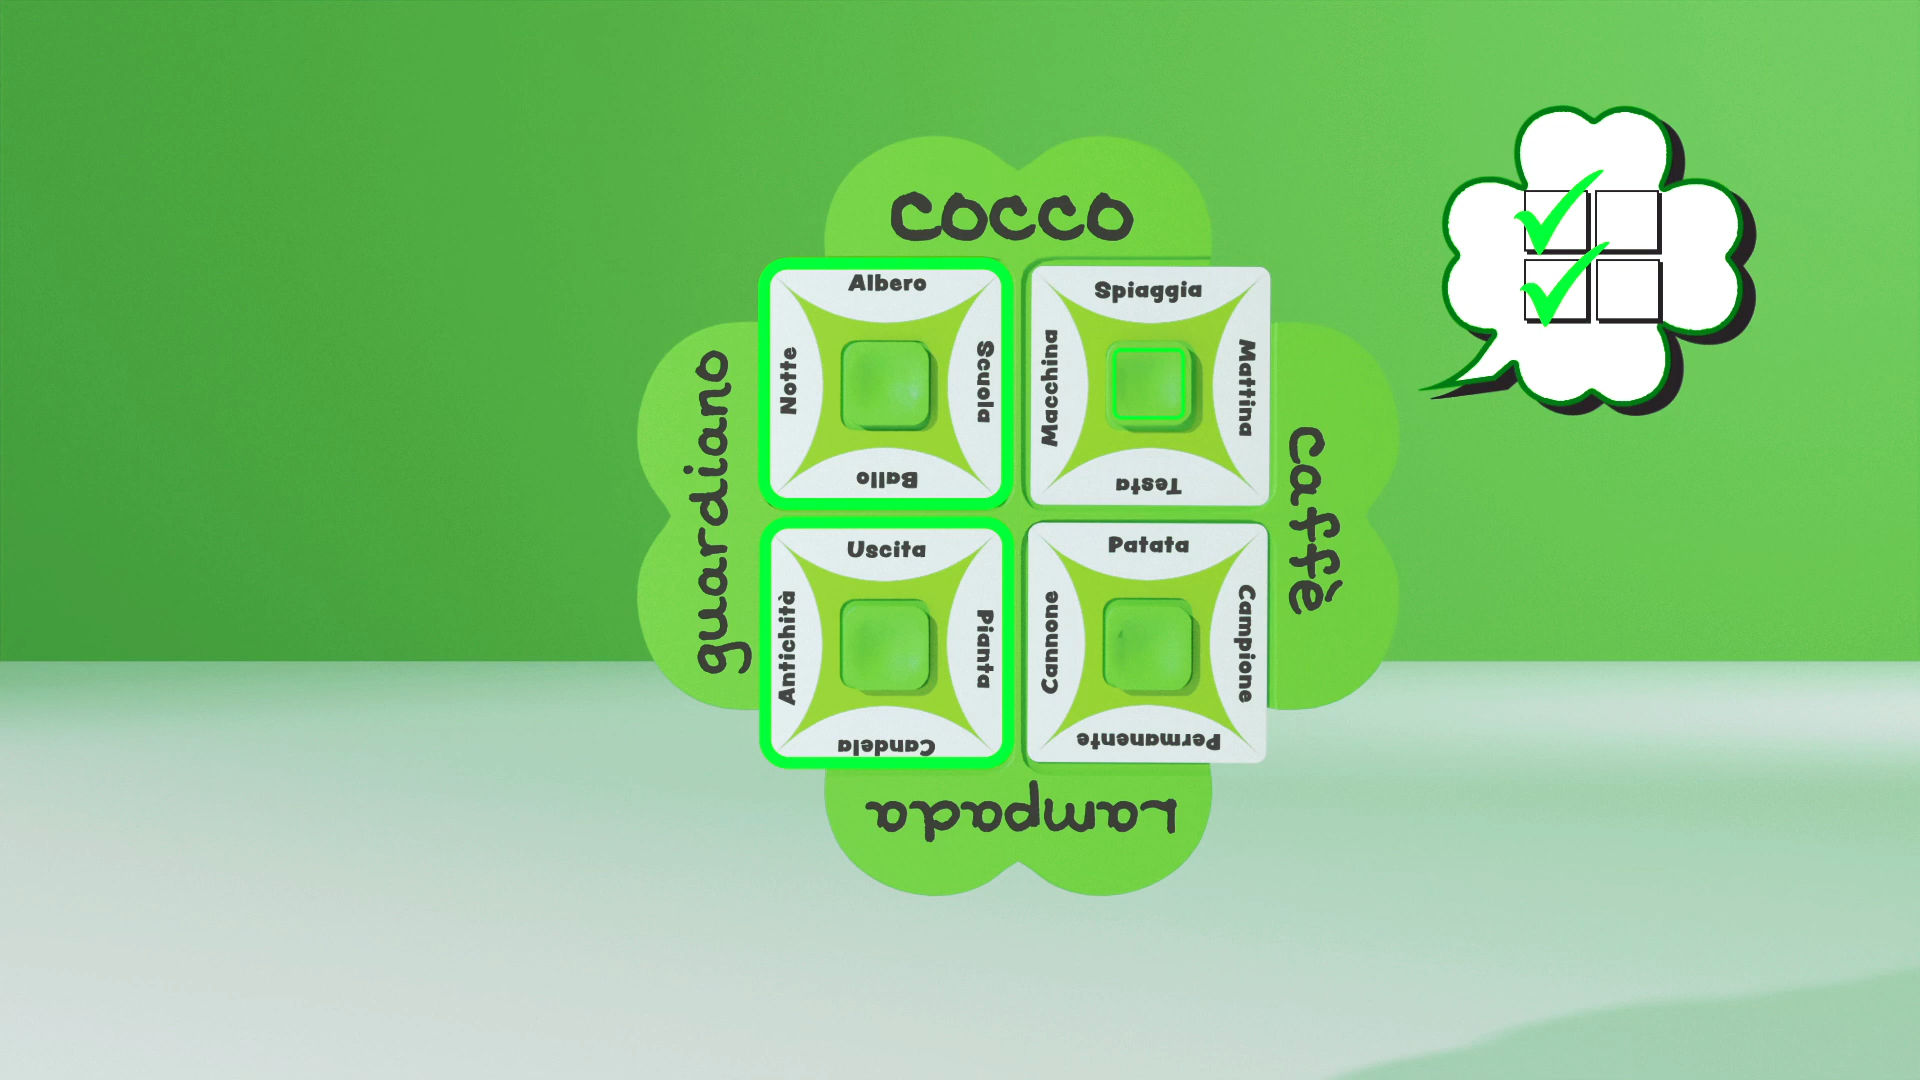 cocco
guardiano
Albero
Notte
Scuola
Ballo
Spiaggia
Macchina
Mattina
Testa
caffè
Uscita
Antichità
Pianta
Candela
Patata
Cannone
Campione
Permanente
Lampada